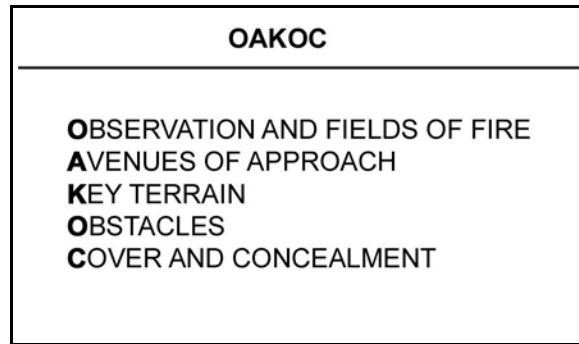 OAKOC
OBSERVATION AND FIELDS OF FIRE
AVENUES OF APPROACH
KEY TERRAIN
OBSTACLES
COVER AND CONCEALMENT